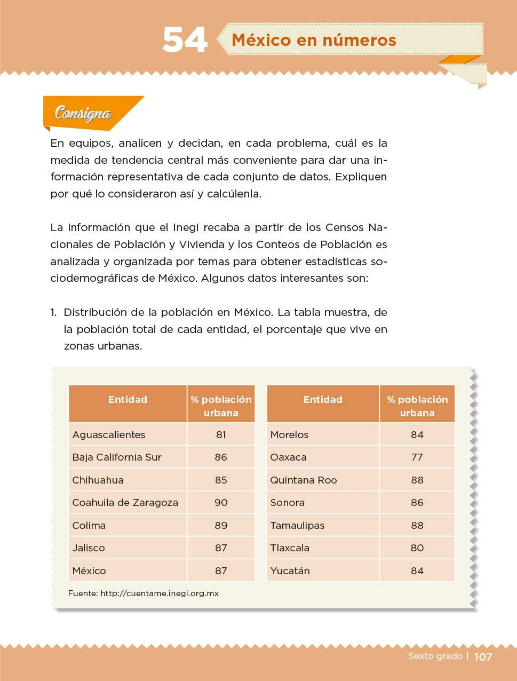 54
México en números
Consigna
En equipos, analicen y decidan, en cada problema, cuál es la
medida de tendencia central más conveniente para dar una in-
formación representativa de cada conjunto de datos. Expliquen
por qué lo consideraron así y calcúlenla.
La información que el Inegi recaba a partir de los Censos Na-
cionales de Población y Vivienda y los Conteos de Población es
analizada y organizada por temas para obtener estadísticas so-
ciodemográficas de México. Algunos datos interesantes son:
1. Distribución de la población en México. La tabla muestra, de
la población total de cada entidad, el porcentaje que vive en
zonas urbanas.
Entidad % población urbana
Aguascalientes 81
Baja California Sur 86
Chihuahua 85
Coahuila de Zaragoza 90
Colima 89
Jalisco 87
México 87
Entidad % población urbana
Morelos 84
Oaxaca 77
Quintana Roo 88
Sonora 86
Tamaulipas 88
Tlaxcala 80
Yucatán 84
Fuente: http://cuentame.inegi.org.mx
Sexto grado | 107